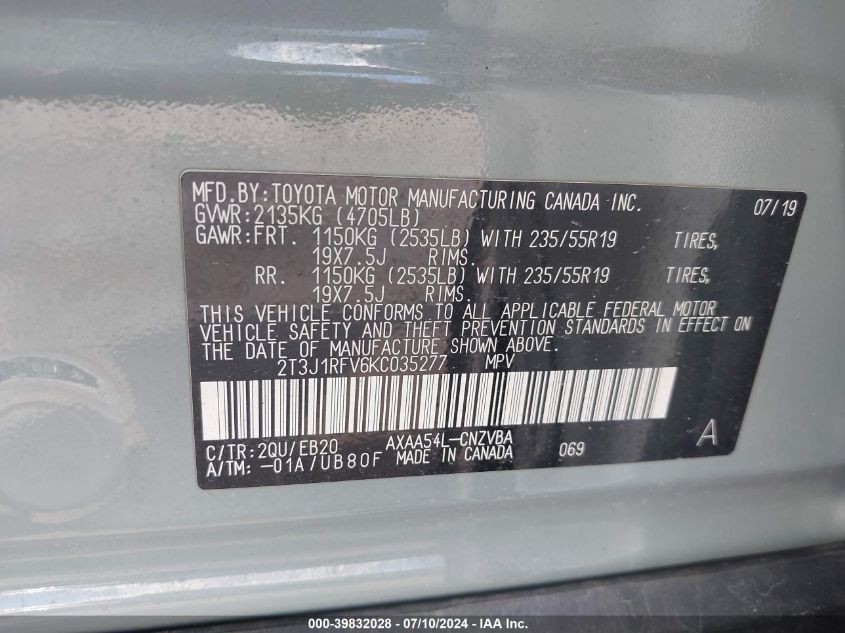 MFD.BY:TOYOTA MOTOR MANUFACTURING CANADA INC. 07/19
GVWR:2135KG (4705LB)
GAWR:FRT. 1150KG (2535LB) WITH 235/55R19 TIRES,
19X7.5J RIMS.
RR. 1150KG (2535LB) WITH 235/55R19 TIRES,
19X7.5J RIMS.
THIS VEHICLE CONFORMS TO ALL APPLICABLE FEDERAL MOTOR
VEHICLE SAFETY AND THEFT PREVENTION STANDARDS IN EFFECT ON
THE DATE OF MANUFACTURE SHOWN ABOVE.
2T3J1RFV6KC035277 MPV
C/TR:2QU/EB20 AXAA54L-CNZVBA A
A/TM:-01A/UB80F MADE IN CANADA 069
000-39832028 - 07/10/2024 - IAA Inc.